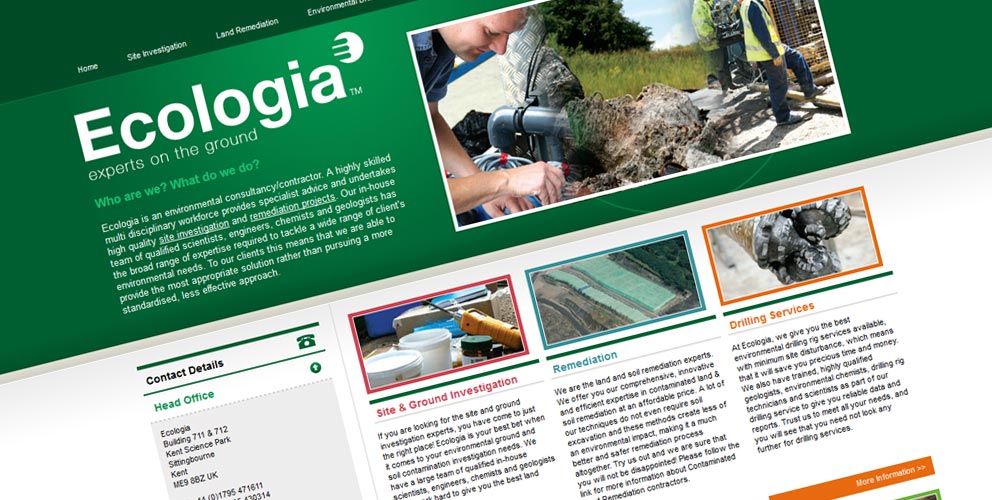 Home
Site Investigation
Land Remediation
Environmental
Ecologia™
experts on the ground
Who are we? What do we do?
Ecologia is an environmental consultancy/contractor. A highly skilled
multi disciplinary workforce provides specialist advice and undertakes
high quality site investigation and remediation projects. Our in-house
team of qualified scientists, engineers, chemists and geologists has
the broad range of expertise required to tackle a wide range of client's
environmental needs. To our clients this means that we are able to
provide the most appropriate solution rather than pursuing a more
standardised, less effective approach.
Contact Details
Head Office
Ecologia
Building 711 & 712
Kent Science Park
Sittingbourne
Kent
ME9 8BZ UK
(0)1795 471611
430314
Site & Ground Investigation
If you are looking for the site and ground
investigation experts, you have come to just
the right place! Ecologia is your best bet when
it comes to your environmental ground and
soil contamination investigation needs. We
have a large team of qualified in-house
scientists, engineers, chemists and geologists
hard to give you the best land
Remediation
We are the land and soil remediation experts.
We offer you our comprehensive, innovative
and efficient expertise in contaminated land &
soil remediation at an affordable price. A lot of
our techniques do not even require soil
excavation and these methods create less of
an environmental impact, making it a much
better and safer remediation process
altogether. Try us out and we are sure that
you will not be disappointed! Please follow the
link for more information about Contaminated
Remediation contractors.
Drilling Services
At Ecologia, we give you the best
environmental drilling rig services available,
with minimum site disturbance, which means
that it will save you precious time and money.
We also have trained, highly qualified
geologists, environmental chemists, drilling rig
technicians and scientists as part of our
drilling service to give you reliable data and
reports. Trust us to meet all your needs, and
you will see that you need not look any
further for drilling services.
More Information >>